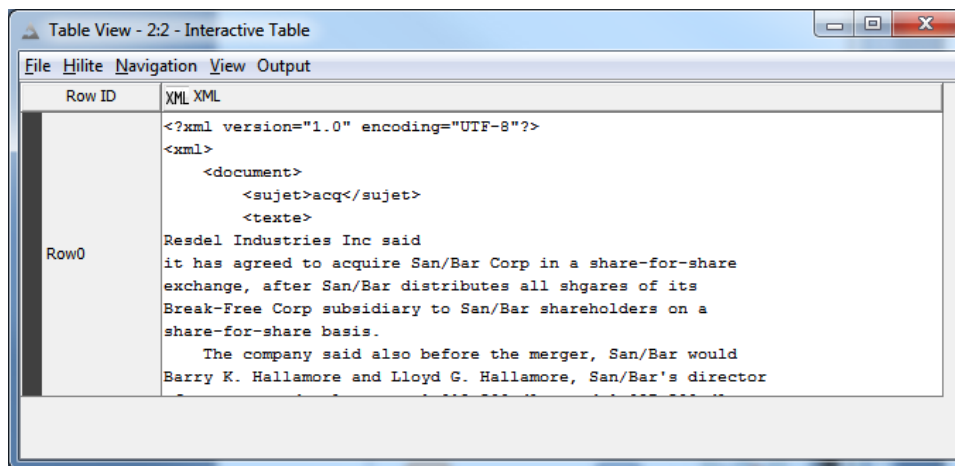 Table View - 2:2 - Interactive Table
File Hilite Navigation View Output
Row ID XML XML
<?xml version="1.0" encoding="UTF-8"?>
<xml>
<document>
<sujet>acq</sujet>
<texte>
Resdel Industries Inc said
Row0
it has agreed to acquire San/Bar Corp in a share-for-share
exchange, after San/Bar distributes all shgares of its
Break-Free Corp subsidiary to San/Bar shareholders on a
share-for-share basis.
The company said also before the merger, San/Bar would
Barry K. Hallamore and Lloyd G. Hallamore, San/Bar's director